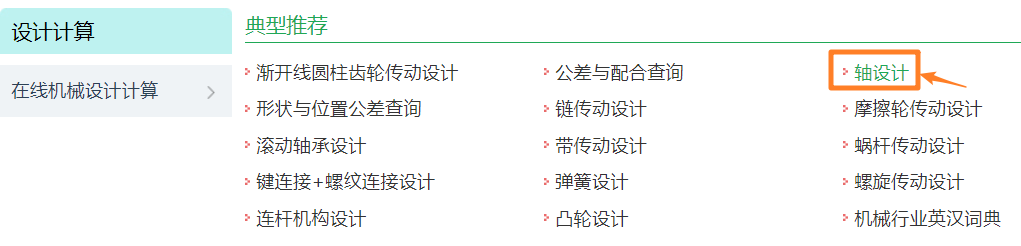 设计计算
在线机械设计计算
典型推荐
渐开线圆柱齿轮传动设计
公差与配合查询
轴设计
形状与位置公差查询
链传动设计
摩擦轮传动设计
滚动轴承设计
带传动设计
蜗杆传动设计
键连接+螺纹连接设计
弹簧设计
螺旋传动设计
连杆机构设计
凸轮设计
机械行业英汉词典